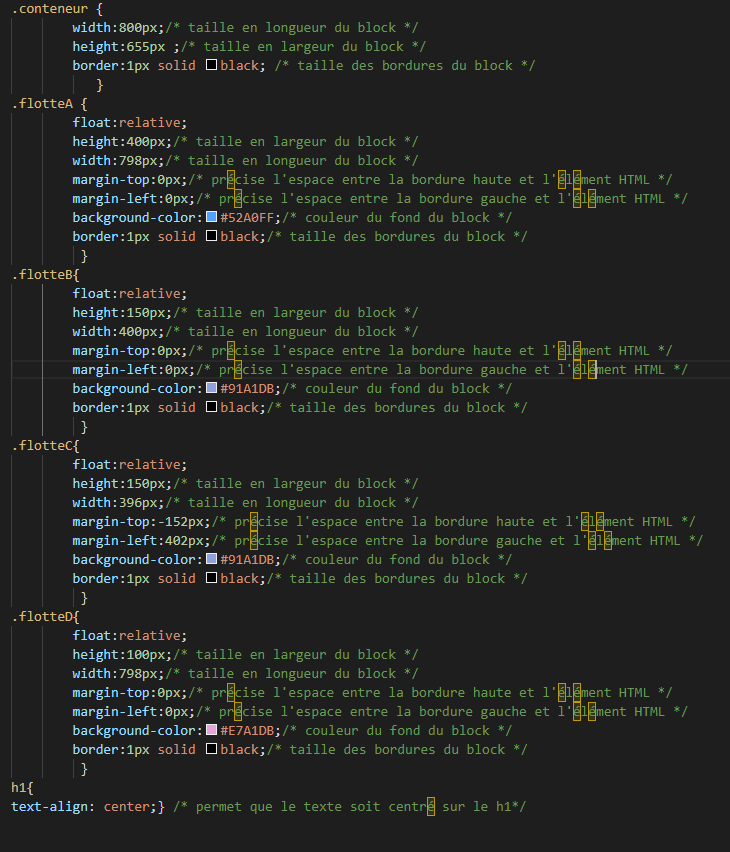 .conteneur {
width:800px;/* taille en longueur du block */
height:655px ;/* taille en largeur du block */
border:1px solid black; /* taille des bordures du block */
}
.flotteA {
float:relative;
height:400px;/* taille en largeur du block */
width:798px;/* taille en longueur du block */
margin-top:0px;/* précise l'espace entre la bordure haute et l'élément HTML */
margin-left:0px;/* précise l'espace entre la bordure gauche et l'élément HTML */
background-color:#52A0FF;/* couleur du fond du block */
border:1px solid black;/* taille des bordures du block */
}
.flotteB{
float:relative;
height:150px;/* taille en largeur du block */
width:400px;/* taille en longueur du block */
margin-top:0px;/* précise l'espace entre la bordure haute et l'élément HTML */
margin-left:0px;/* précise l'espace entre la bordure gauche et l'élément HTML */
background-color:#91A1DB;/* couleur du fond du block */
border:1px solid black;/* taille des bordures du block */
}
.flotteC{
float:relative;
height:150px;/* taille en largeur du block */
width:396px;/* taille en longueur du block */
margin-top:-152px;/* précise l'espace entre la bordure haute et l'élément HTML */
margin-left:402px;/* précise l'espace entre la bordure gauche et l'élément HTML */
background-color:#91A1DB;/* couleur du fond du block */
border:1px solid black;/* taille des bordures du block */
}
.flotteD{
float:relative;
height:100px;/* taille en largeur du block */
width:798px;/* taille en longueur du block */
margin-top:0px;/* précise l'espace entre la bordure haute et l'élément HTML */
margin-left:0px;/* précise l'espace entre la bordure gauche et l'élément HTML */
background-color:#E7A1DB;/* couleur du fond du block */
border:1px solid black;/* taille des bordures du block */
}
h1{
text-align: center;} /* permet que le texte soit centré sur le h1*/